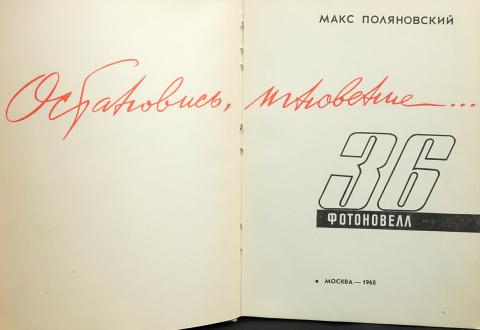 МАКС ПОЛЯНОВСКИЙ
Остановись, мгновение...
36
ФОТОНОВЕЛЛ
МОСКВА — 1968